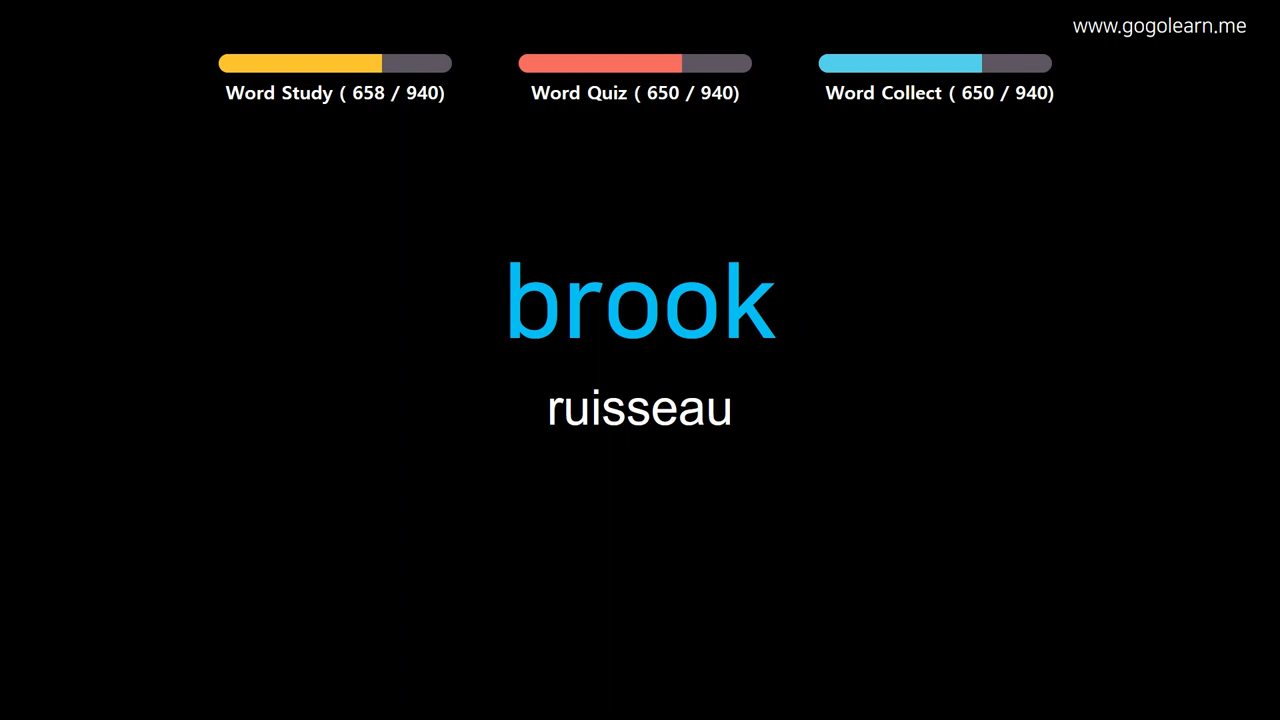 www.gogolearn.me
Word Study ( 658 / 940)
Word Quiz ( 650 / 940)
Word Collect ( 650 / 940)
brook
ruisseau